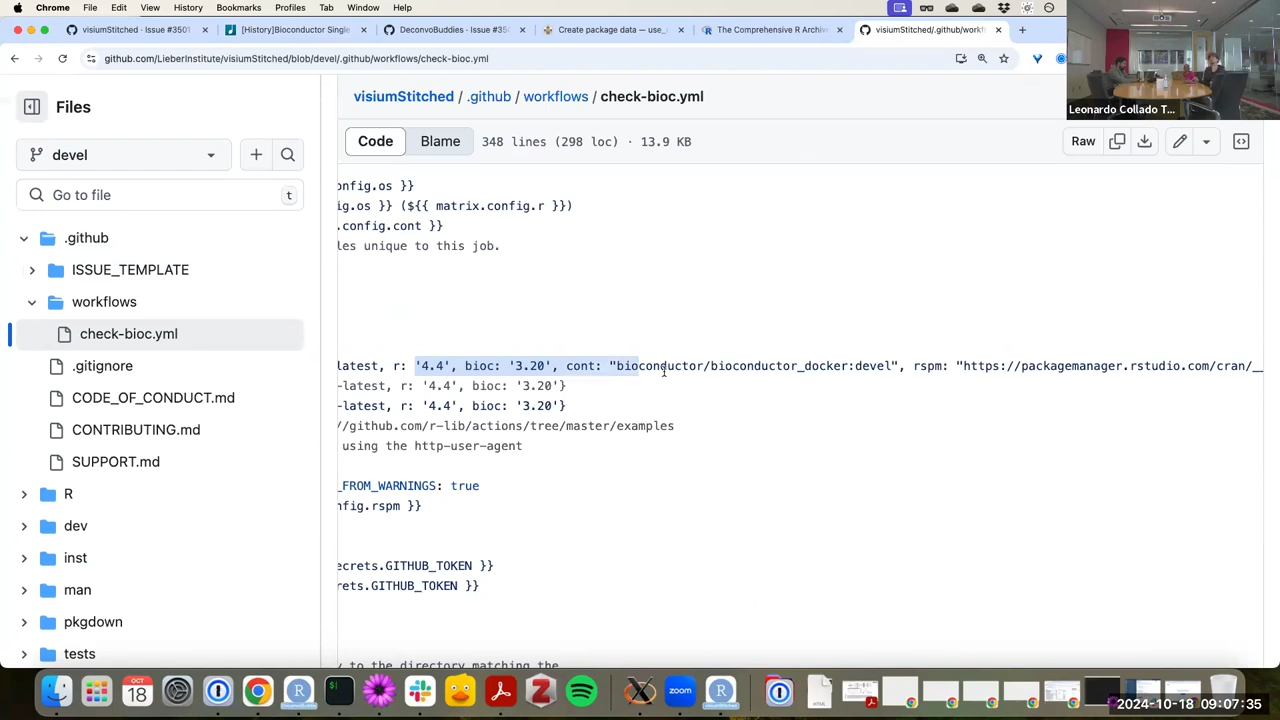 Chrome File Edit View History Bookmarks Profiles Tab Window Help
visiumStitched · Issue #350
[History]Bioconductor Single
DeconvoBuddies · Issue #35
Create package data — use_
The Comprehensive R Archiv
visiumStitched/.github/workf
github.com/LieberInstitute/visiumStitched/blob/devel/.github/workflows/check-bioc.yml
Leonardo Collado T...
Files
devel
Go to file
t
.github
ISSUE_TEMPLATE
workflows
check-bioc.yml
.gitignore
CODE_OF_CONDUCT.md
CONTRIBUTING.md
SUPPORT.md
R
dev
inst
man
pkgdown
tests
visiumStitched / .github / workflows / check-bioc.yml
Code Blame 348 lines (298 loc) · 13.9 KB
Raw
onfig.os }}
ig.os }} (${{ matrix.config.r }})
.config.cont }}
les unique to this job.
latest, r: '4.4', bioc: '3.20', cont: "bioconductor/bioconductor_docker:devel", rspm: "https://packagemanager.rstudio.com/cran/__
-latest, r: '4.4', bioc: '3.20'}
-latest, r: '4.4', bioc: '3.20'}
//github.com/r-lib/actions/tree/master/examples
using the http-user-agent
_FROM_WARNINGS: true
nfig.rspm }}
ecrets.GITHUB_TOKEN }}
rets.GITHUB_TOKEN }}
y to the directory matching the
OCT
18
zoom
2024-10-18 09:07:35